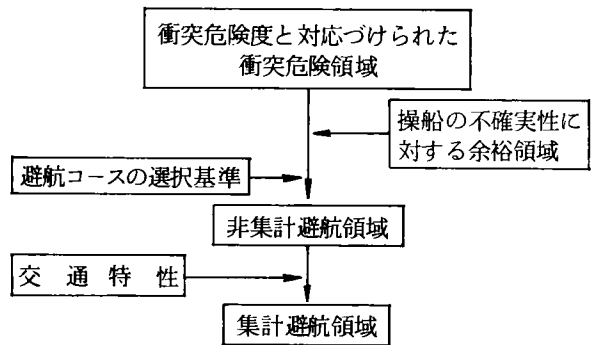 衝突危険度と対応づけられた
衝突危険領域
操船の不確実性に
対する余裕領域
避航コースの選択基準
非集計避航領域
交通特性
集計避航領域